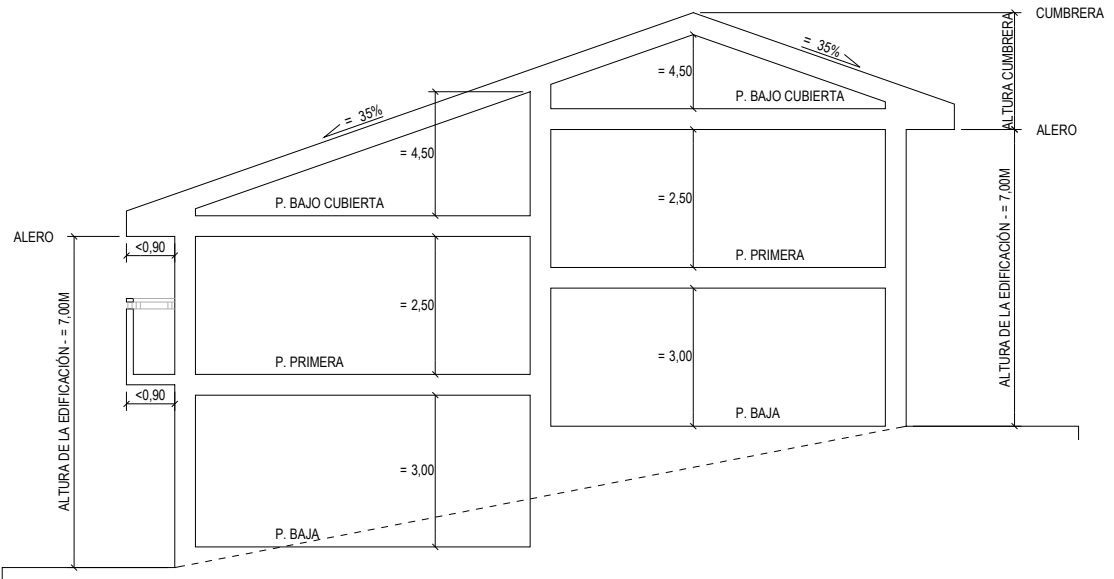 CUMBRERA
ALTURA CUMBRERA
= 35%
= 4,50
P. BAJO CUBIERTA
= 35%
ALERO
= 4,50
P. BAJO CUBIERTA
= 2,50
P. PRIMERA
ALERO
<0,90
ALTURA DE LA EDIFICACIÓN - = 7,00M
= 2,50
P. PRIMERA
= 3,00
P. BAJA
<0,90
ALTURA DE LA EDIFICACIÓN - = 7,00M
= 3,00
P. BAJA